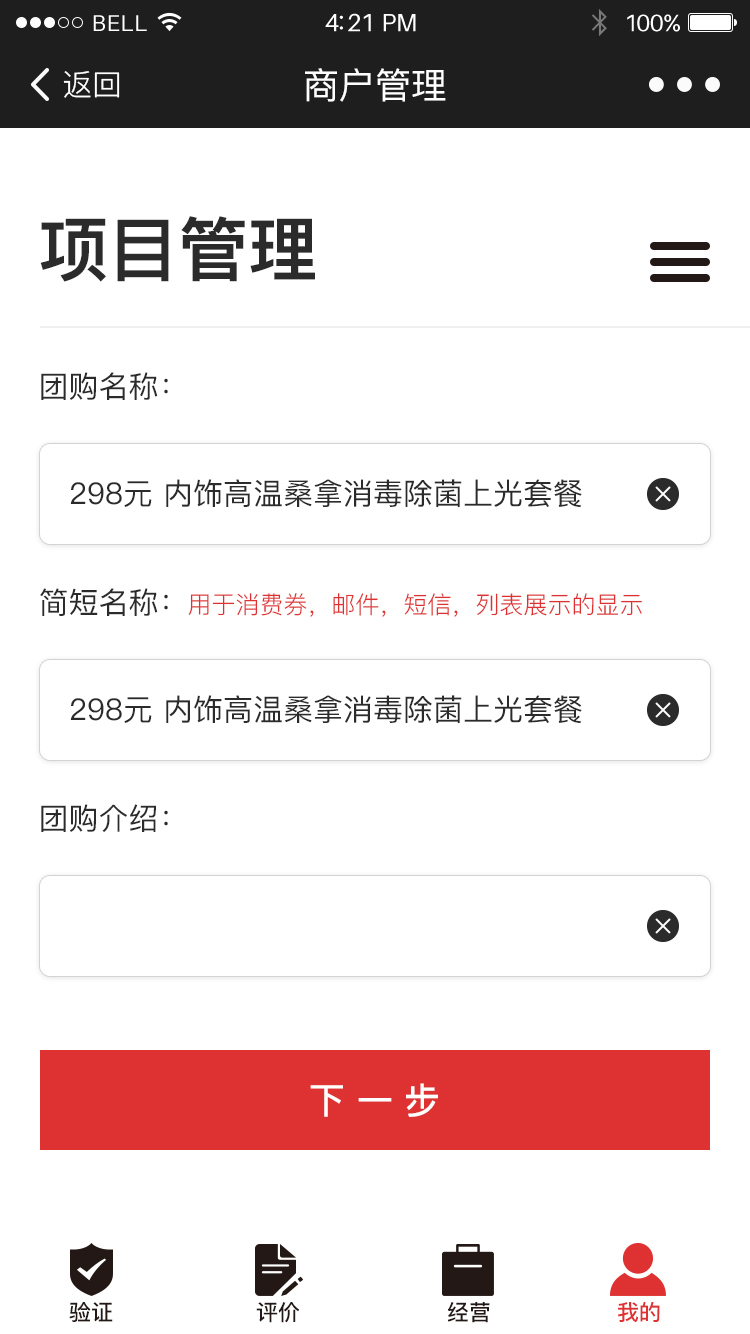 BELL 4:21 PM 100%
返回 商户管理
项目管理
团购名称：
298元 内饰高温桑拿消毒除菌上光套餐
简短名称：用于消费券，邮件，短信，列表展示的显示
298元 内饰高温桑拿消毒除菌上光套餐
团购介绍：
下一步
验证 评价 经营 我的